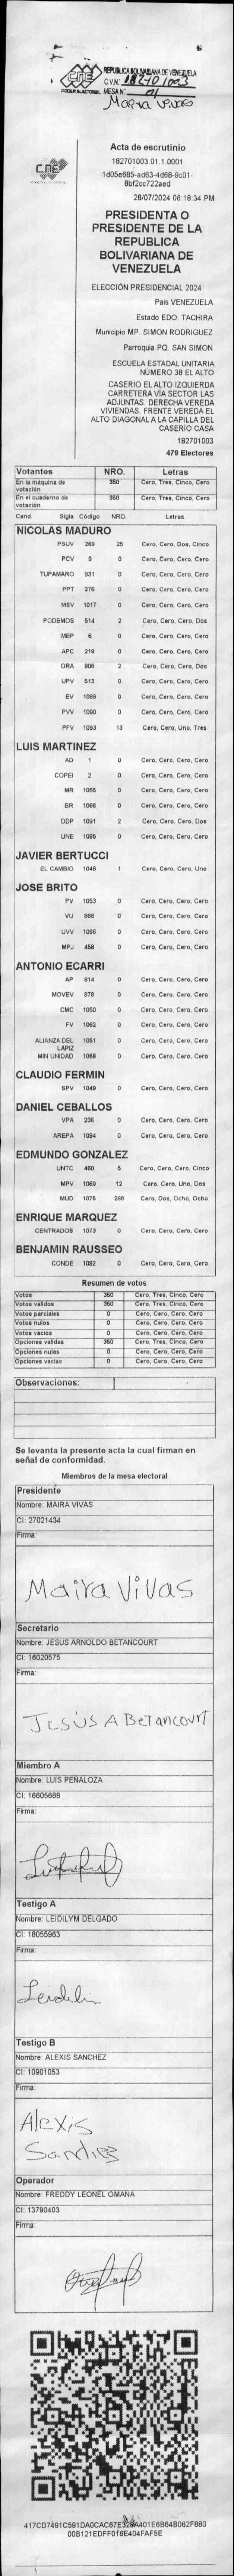 CNE
PODER ELECTORAL
REPUBLICA BOLIVARIANA DE VENEZUELA
C.V.N°: 182701003
MESA N°: 01
Maira Vivas
CNE
Acta de escrutinio
182701003.01.1.0001
1d05e685-ad63-4d68-9c01-
8bf2cc722aed
28/07/2024 06:18:34 PM
PRESIDENTA O
PRESIDENTE DE LA
REPUBLICA
BOLIVARIANA DE
VENEZUELA
ELECCIÓN PRESIDENCIAL 2024
Pais VENEZUELA
Estado EDO. TACHIRA
Municipio MP. SIMON RODRIGUEZ
Parroquia PQ. SAN SIMON
ESCUELA ESTADAL UNITARIA
NÚMERO 38 EL ALTO
CASERIO EL ALTO IZQUIERDA
CARRETERA VÍA SECTOR LAS
ADJUNTAS. DERECHA VEREDA
VIVIENDAS. FRENTE VEREDA EL
ALTO DIAGONAL A LA CAPILLA DEL
CASERIO CASA
182701003
479 Electores
Votantes NRO. Letras
En la máquina de votación 350 Cero, Tres, Cinco, Cero
En el cuaderno de votación 350 Cero, Tres, Cinco, Cero
Cand. Sigla Código NRO. Letras
NICOLAS MADURO
PSUV 260 25 Cero, Cero, Dos, Cinco
PCV 9 0 Cero, Cero, Cero, Cero
TUPAMARO 931 0 Cero, Cero, Cero, Cero
PPT 276 0 Cero, Cero, Cero, Cero
MSV 1017 0 Cero, Cero, Cero, Cero
PODEMOS 514 2 Cero, Cero, Cero, Dos
MEP 6 0 Cero, Cero, Cero, Cero
APC 219 0 Cero, Cero, Cero, Cero
ORA 906 2 Cero, Cero, Cero, Dos
UPV 613 0 Cero, Cero, Cero, Cero
EV 1089 0 Cero, Cero, Cero, Cero
PVV 1090 0 Cero, Cero, Cero, Cero
PFV 1093 13 Cero, Cero, Uno, Tres
LUIS MARTINEZ
AD 1 0 Cero, Cero, Cero, Cero
COPEI 2 0 Cero, Cero, Cero, Cero
MR 1055 0 Cero, Cero, Cero, Cero
BR 1066 0 Cero, Cero, Cero, Cero
DDP 1091 2 Cero, Cero, Cero, Dos
UNE 1095 0 Cero, Cero, Cero, Cero
JAVIER BERTUCCI
EL CAMBIO 1048 1 Cero, Cero, Cero, Uno
JOSE BRITO
PV 1053 0 Cero, Cero, Cero, Cero
VU 868 0 Cero, Cero, Cero, Cero
UVV 1096 0 Cero, Cero, Cero, Cero
MPJ 458 0 Cero, Cero, Cero, Cero
ANTONIO ECARRI
AP 814 0 Cero, Cero, Cero, Cero
MOVEV 878 0 Cero, Cero, Cero, Cero
CMC 1050 0 Cero, Cero, Cero, Cero
FV 1062 0 Cero, Cero, Cero, Cero
ALIANZA DEL LAPIZ 1051 0 Cero, Cero, Cero, Cero
MIN UNIDAD 1068 0 Cero, Cero, Cero, Cero
CLAUDIO FERMIN
SPV 1049 0 Cero, Cero, Cero, Cero
DANIEL CEBALLOS
VPA 236 0 Cero, Cero, Cero, Cero
AREPA 1094 0 Cero, Cero, Cero, Cero
EDMUNDO GONZALEZ
UNTC 460 5 Cero, Cero, Cero, Cinco
MPV 1069 12 Cero, Cero, Uno, Dos
MUD 1075 288 Cero, Dos, Ocho, Ocho
ENRIQUE MARQUEZ
CENTRADOS 1073 0 Cero, Cero, Cero, Cero
BENJAMIN RAUSSEO
CONDE 1092 0 Cero, Cero, Cero, Cero
Resumen de votos
Votos 350 Cero, Tres, Cinco, Cero
Votos validos 350 Cero, Tres, Cinco, Cero
Votos parciales 0 Cero, Cero, Cero, Cero
Votos nulos 0 Cero, Cero, Cero, Cero
Votos vacios 0 Cero, Cero, Cero, Cero
Opciones validas 350 Cero, Tres, Cinco, Cero
Opciones nulas 0 Cero, Cero, Cero, Cero
Opciones vacias 0 Cero, Cero, Cero, Cero
Observaciones:
Se levanta la presente acta la cual firman en
señal de conformidad.
Miembros de la mesa electoral
Presidente
Nombre: MAIRA VIVAS
CI: 27021434
Firma:
Maira Vivas
Secretario
Nombre: JESUS ARNOLDO BETANCOURT
CI: 16020575
Firma:
Jesús A Betancourt
Miembro A
Nombre: LUIS PENALOZA
CI: 16605688
Firma:
Testigo A
Nombre: LEIDILYM DELGADO
CI: 18055963
Firma:
Testigo B
Nombre: ALEXIS SANCHEZ
CI: 10901053
Firma:
Alexis
Operador
Nombre: FREDDY LEONEL OMAÑA
CI: 13790403
Firma:
00B121EDFF016E404FAF5E